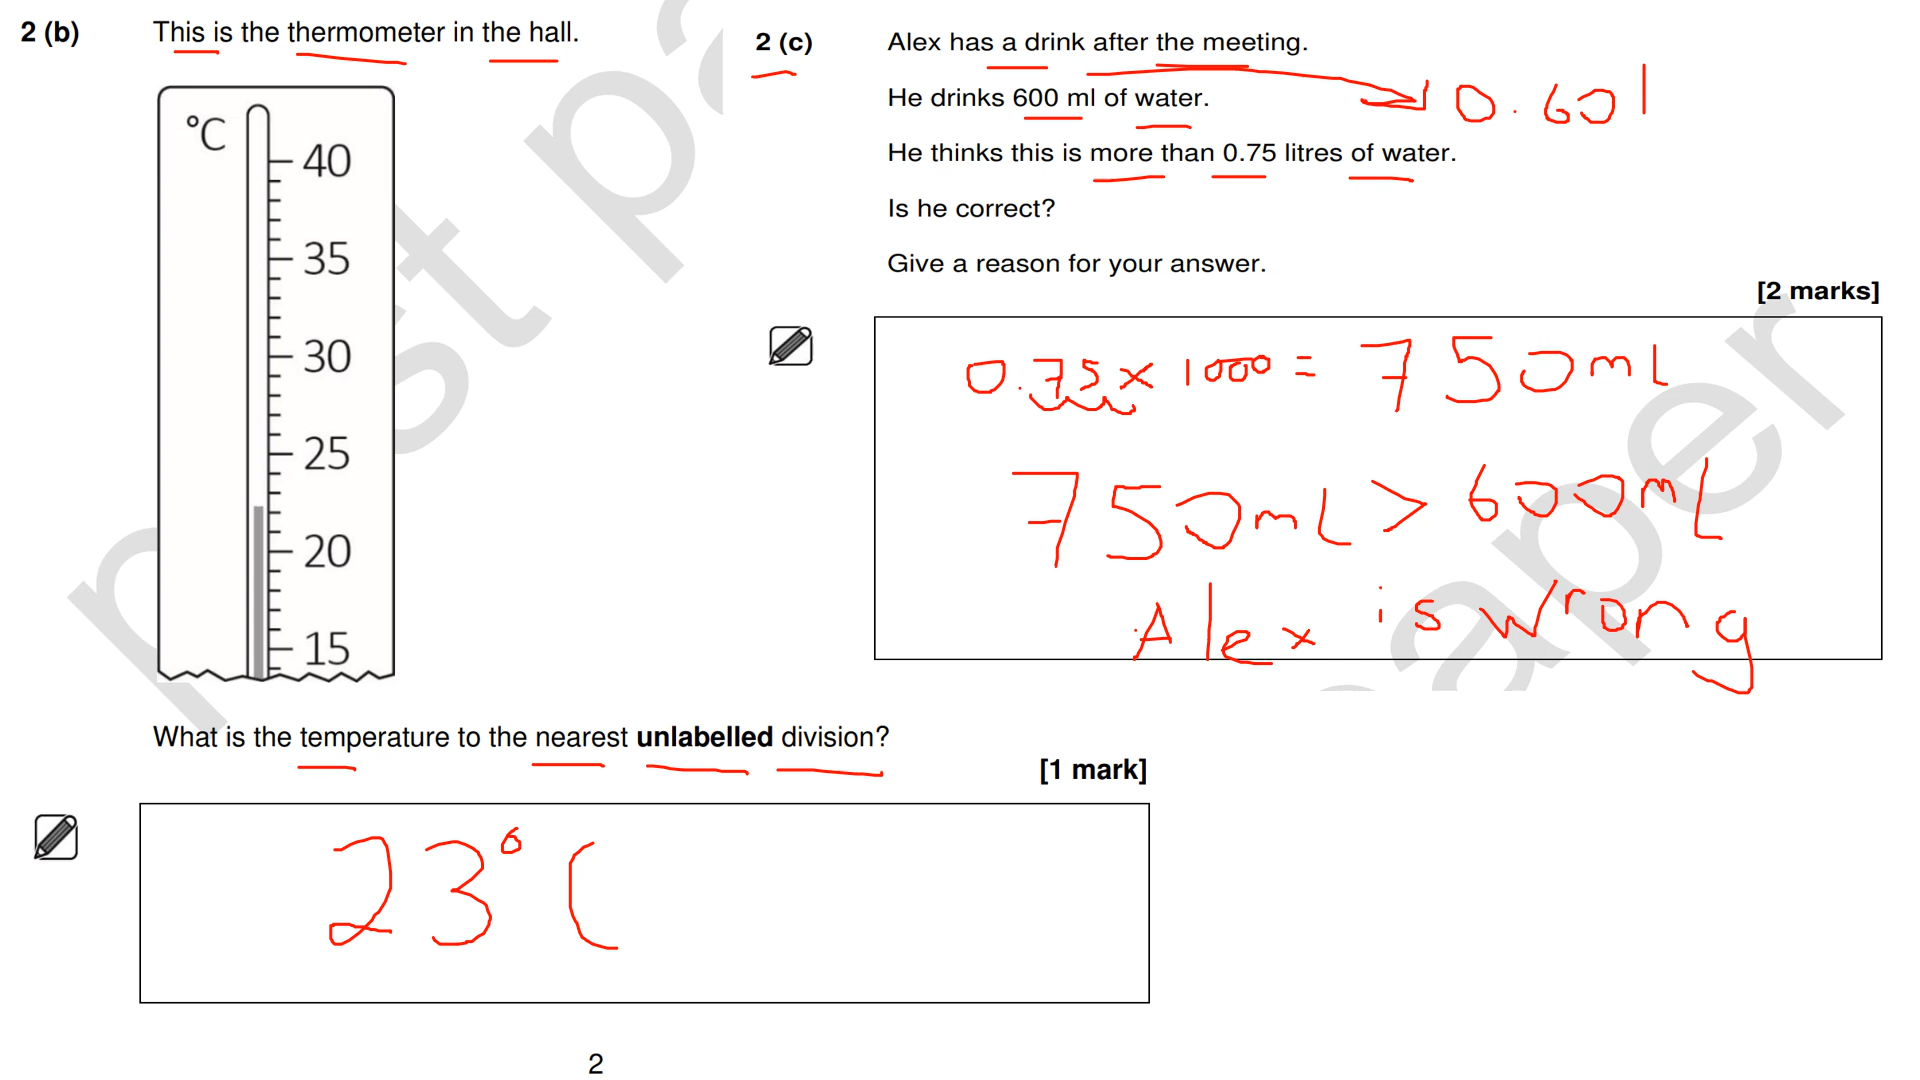 2 (b) This is the thermometer in the hall.
°C
40
35
30
25
20
15
What is the temperature to the nearest unlabelled division?
[1 mark]
23°C
2
2 (c) Alex has a drink after the meeting.
He drinks 600 ml of water.
0.60l
He thinks this is more than 0.75 litres of water.
Is he correct?
Give a reason for your answer.
[2 marks]
0.75 x 1000 = 750mL
750mL > 600mL
Alex is wrong
past paper